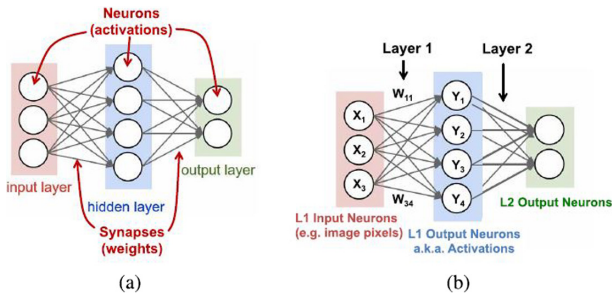 Neurons
(activations)
input layer
hidden layer
output layer
Synapses
(weights)
(a)
Layer 1
Layer 2
W11
X1
X2
X3
W34
Y1
Y2
Y3
Y4
L1 Input Neurons
(e.g. image pixels)
L1 Output Neurons
a.k.a. Activations
L2 Output Neurons
(b)